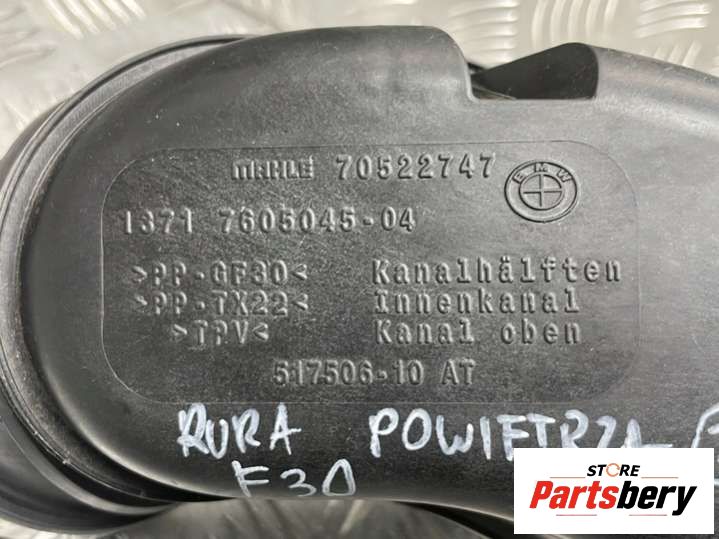 MAHLE 70522747
BMW
1371 7605045-04
>PP-GF30< Kanalhälften
>PP-TX22< Innenkanal
>TPV< Kanal oben
517506-10 AT
RURA POWIETRZA
F30
STORE
Partsbery